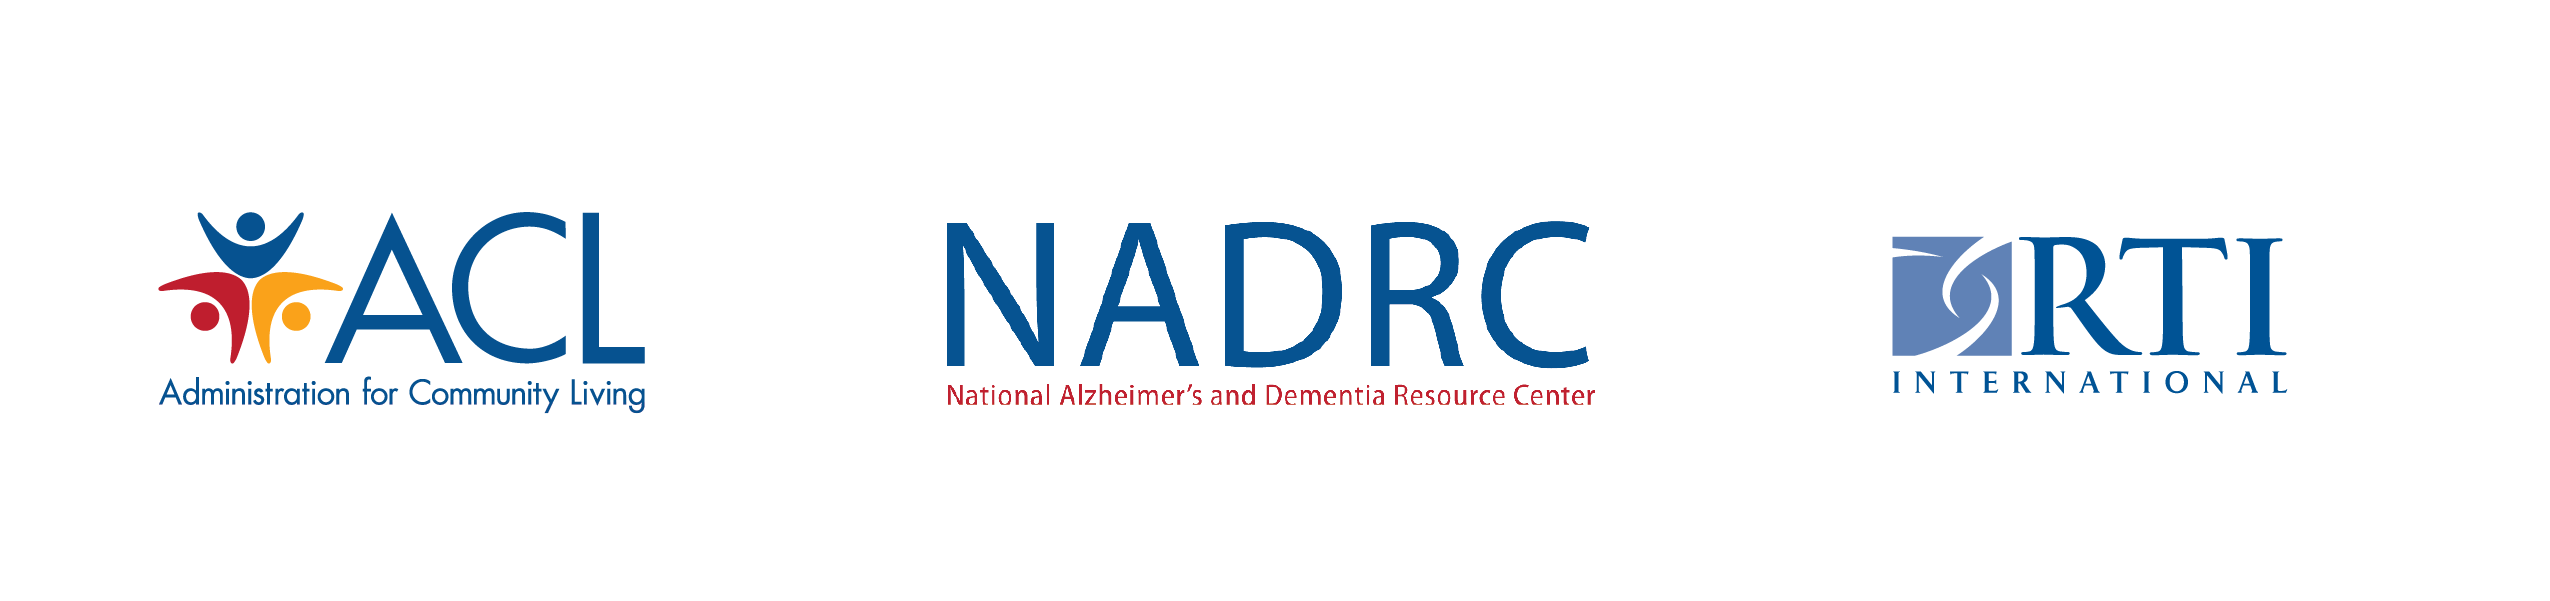 ACL
Administration for Community Living
NADRC
National Alzheimer’s and Dementia Resource Center
RTI
INTERNATIONAL